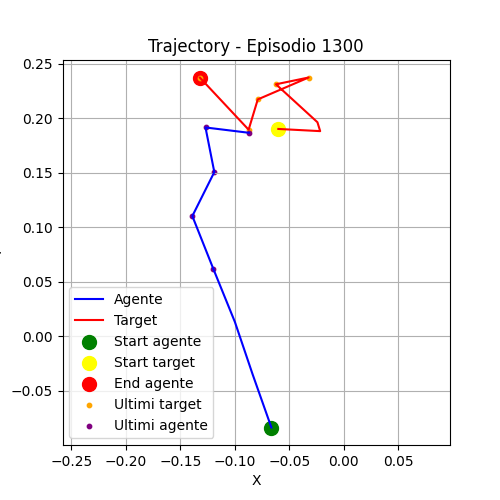 Trajectory - Episodio 1300
0.25
0.20
0.15
0.10
0.05
0.00
−0.05
Agente
Target
Start agente
Start target
End agente
Ultimi target
Ultimi agente
−0.25 −0.20 −0.15 −0.10 −0.05 0.00 0.05
X